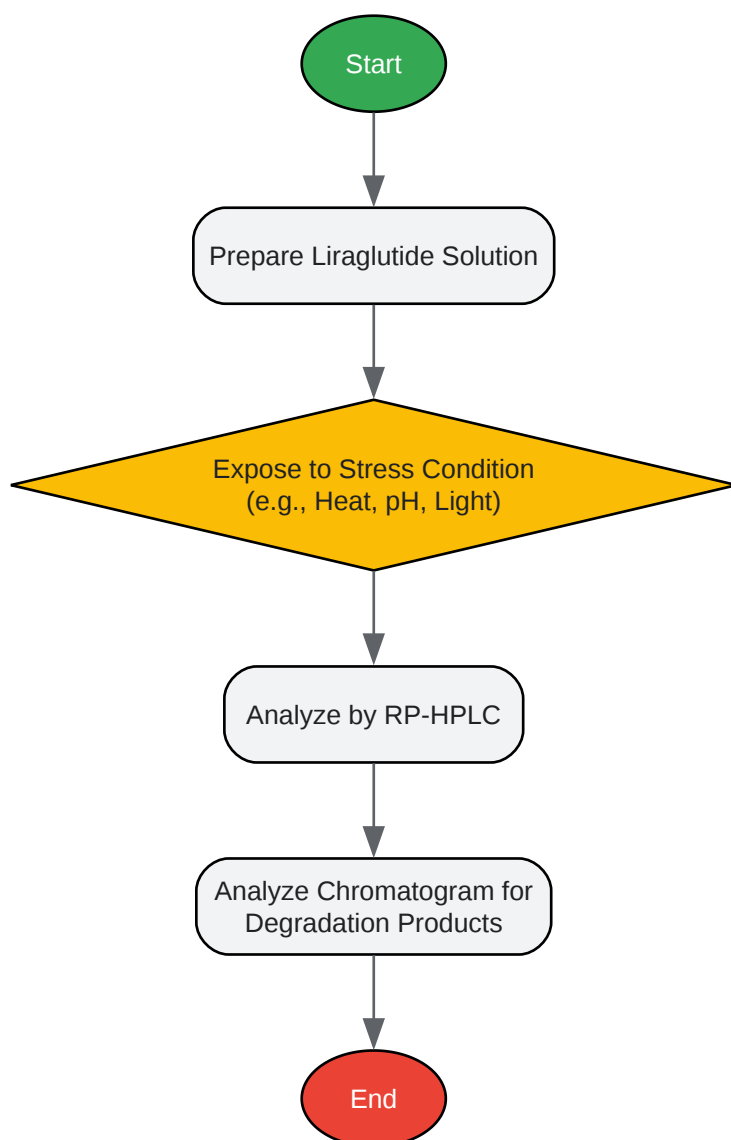 Start
Prepare Liraglutide Solution
Expose to Stress Condition
(e.g., Heat, pH, Light)
Analyze by RP-HPLC
Analyze Chromatogram for
Degradation Products
End